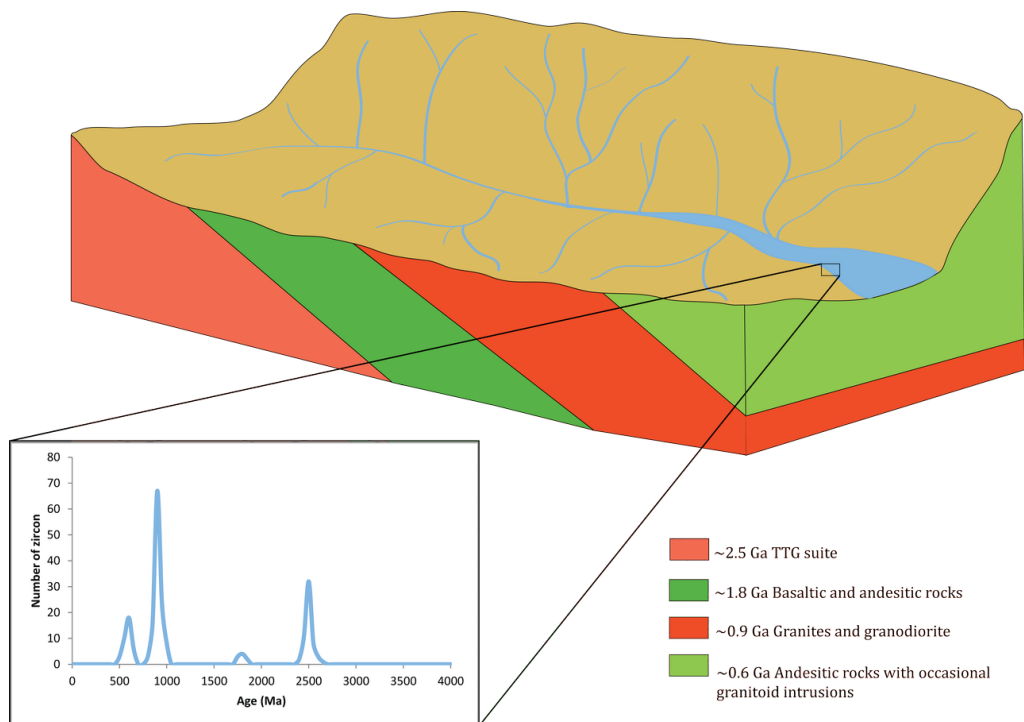 80
70
60
50
40
30
20
10
0
Number of zircon
0 500 1000 1500 2000 2500 3000 3500 4000
Age (Ma)
~2.5 Ga TTG suite
~1.8 Ga Basaltic and andesitic rocks
~0.9 Ga Granites and granodiorite
~0.6 Ga Andesitic rocks with occasional
granitoid intrusions